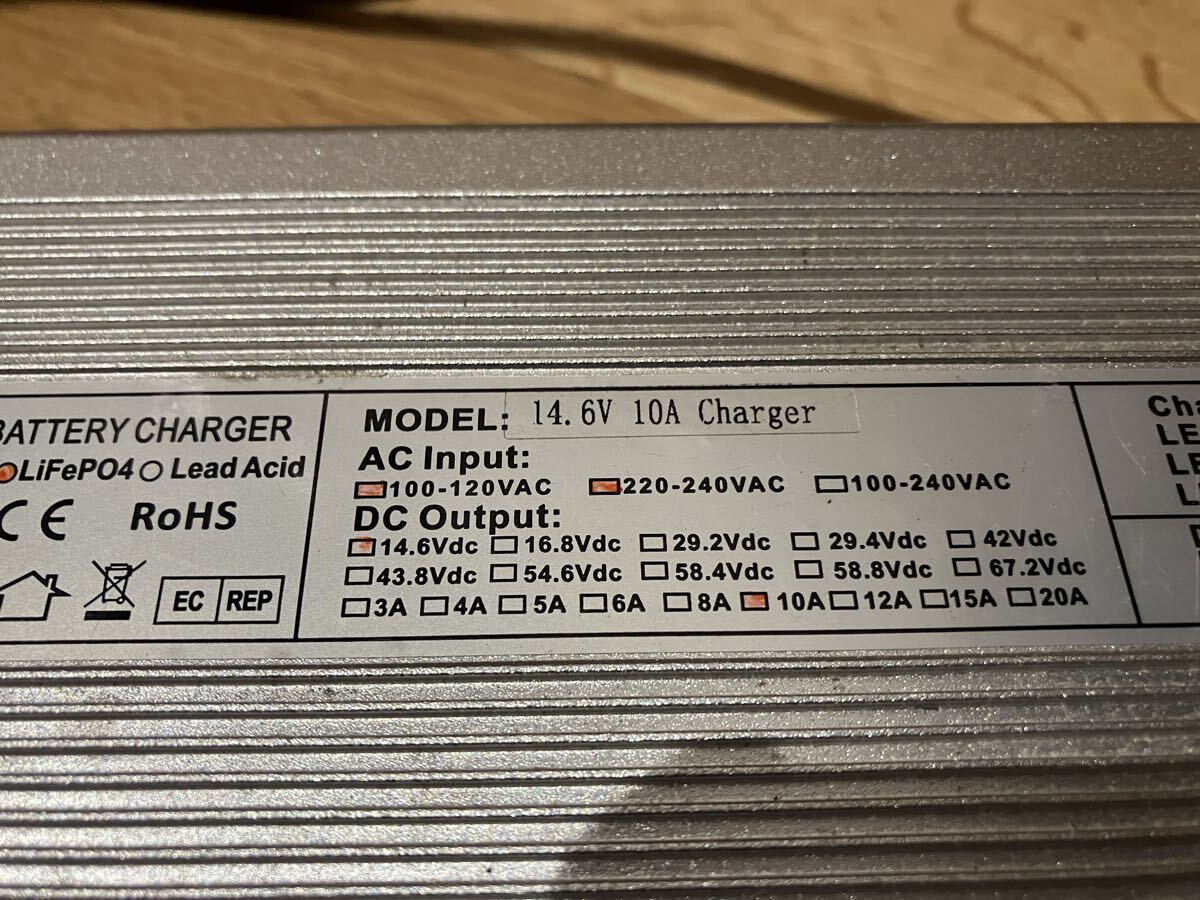 BATTERY CHARGER
LiFePO4 Lead Acid
CE RoHS
EC REP
MODEL: 14.6V 10A Charger
AC Input:
100-120VAC 220-240VAC 100-240VAC
DC Output:
14.6Vdc 16.8Vdc 29.2Vdc 29.4Vdc 42Vdc
43.8Vdc 54.6Vdc 58.4Vdc 58.8Vdc 67.2Vdc
3A 4A 5A 6A 8A 10A 12A 15A 20A